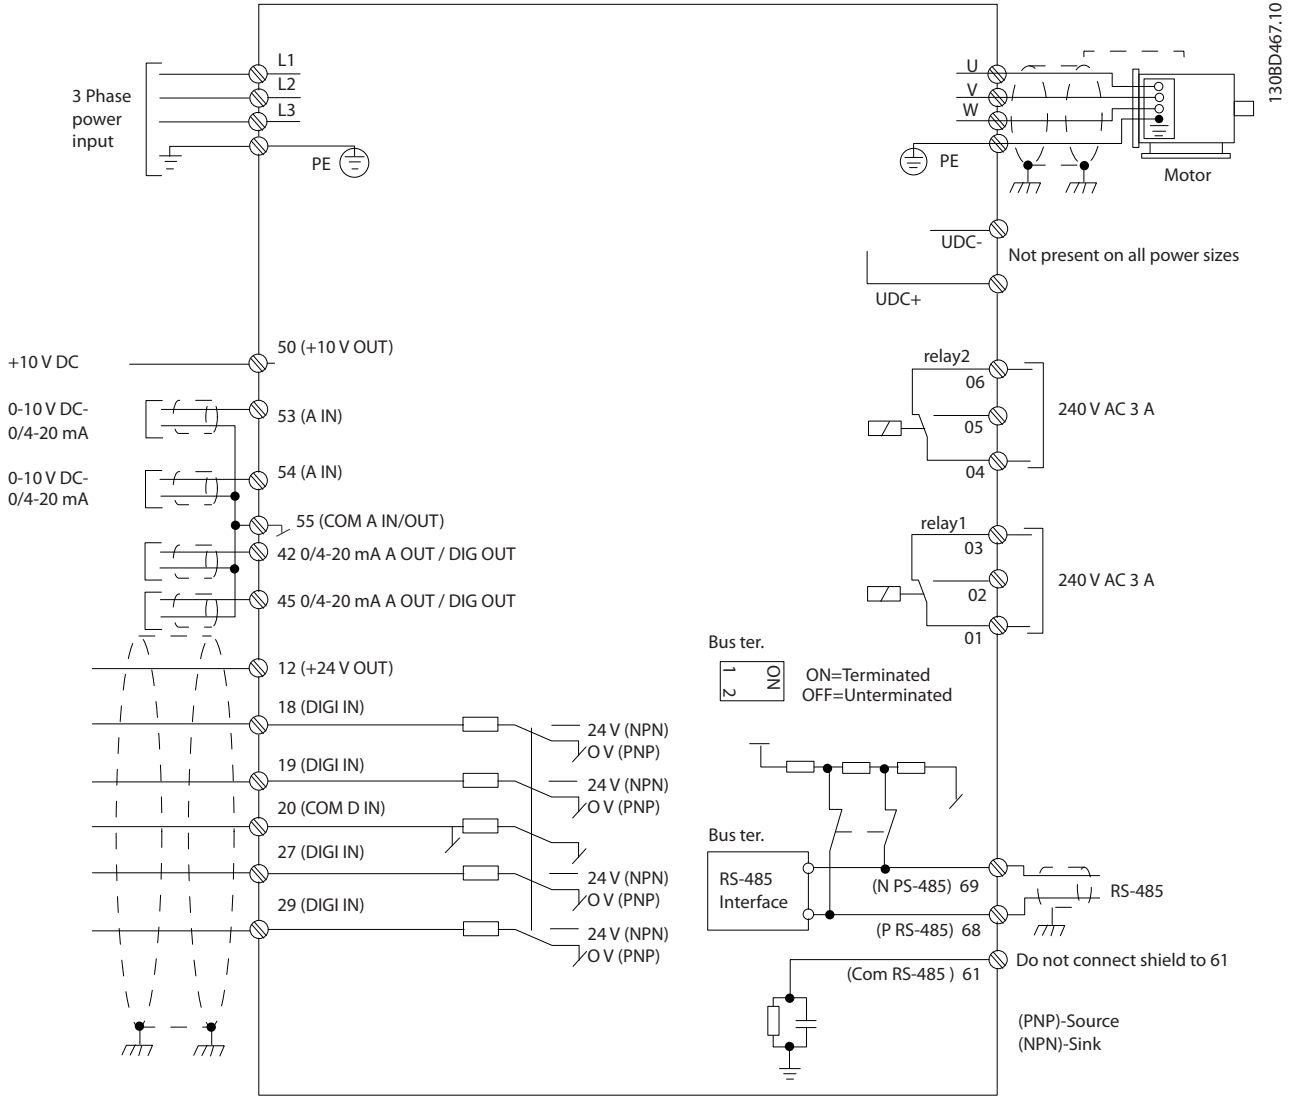 130BD467.10
3 Phase
power
input
L1
L2
L3
PE
U
V
W
PE
Motor
UDC-
Not present on all power sizes
UDC+
+10 V DC
50 (+10 V OUT)
0-10 V DC-
0/4-20 mA
53 (A IN)
0-10 V DC-
0/4-20 mA
54 (A IN)
55 (COM A IN/OUT)
42 0/4-20 mA A OUT / DIG OUT
45 0/4-20 mA A OUT / DIG OUT
12 (+24 V OUT)
18 (DIGI IN)
24 V (NPN)
O V (PNP)
19 (DIGI IN)
24 V (NPN)
O V (PNP)
20 (COM D IN)
27 (DIGI IN)
24 V (NPN)
O V (PNP)
29 (DIGI IN)
24 V (NPN)
O V (PNP)
relay2
06
05
04
240 V AC 3 A
relay1
03
02
01
240 V AC 3 A
Bus ter.
1
2
ON
ON=Terminated
OFF=Unterminated
Bus ter.
RS-485
Interface
(N PS-485) 69
RS-485
(P RS-485) 68
(Com RS-485 ) 61
Do not connect shield to 61
(PNP)-Source
(NPN)-Sink